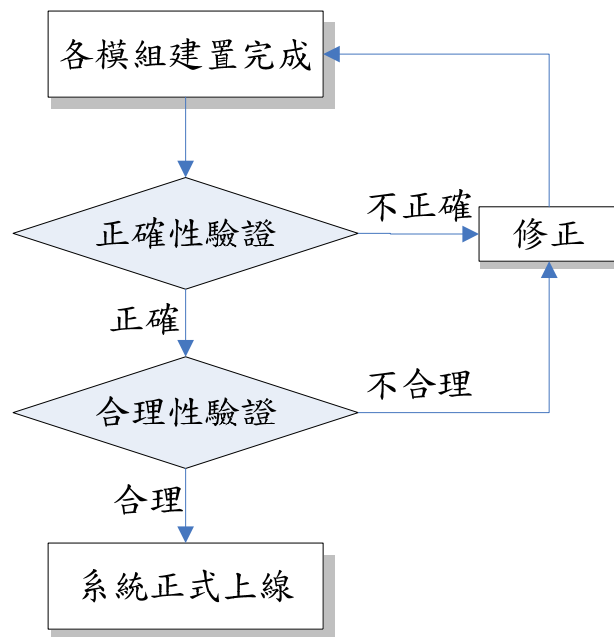 各模組建置完成
正確性驗證
不正確
修正
正確
合理性驗證
不合理
合理
系統正式上線